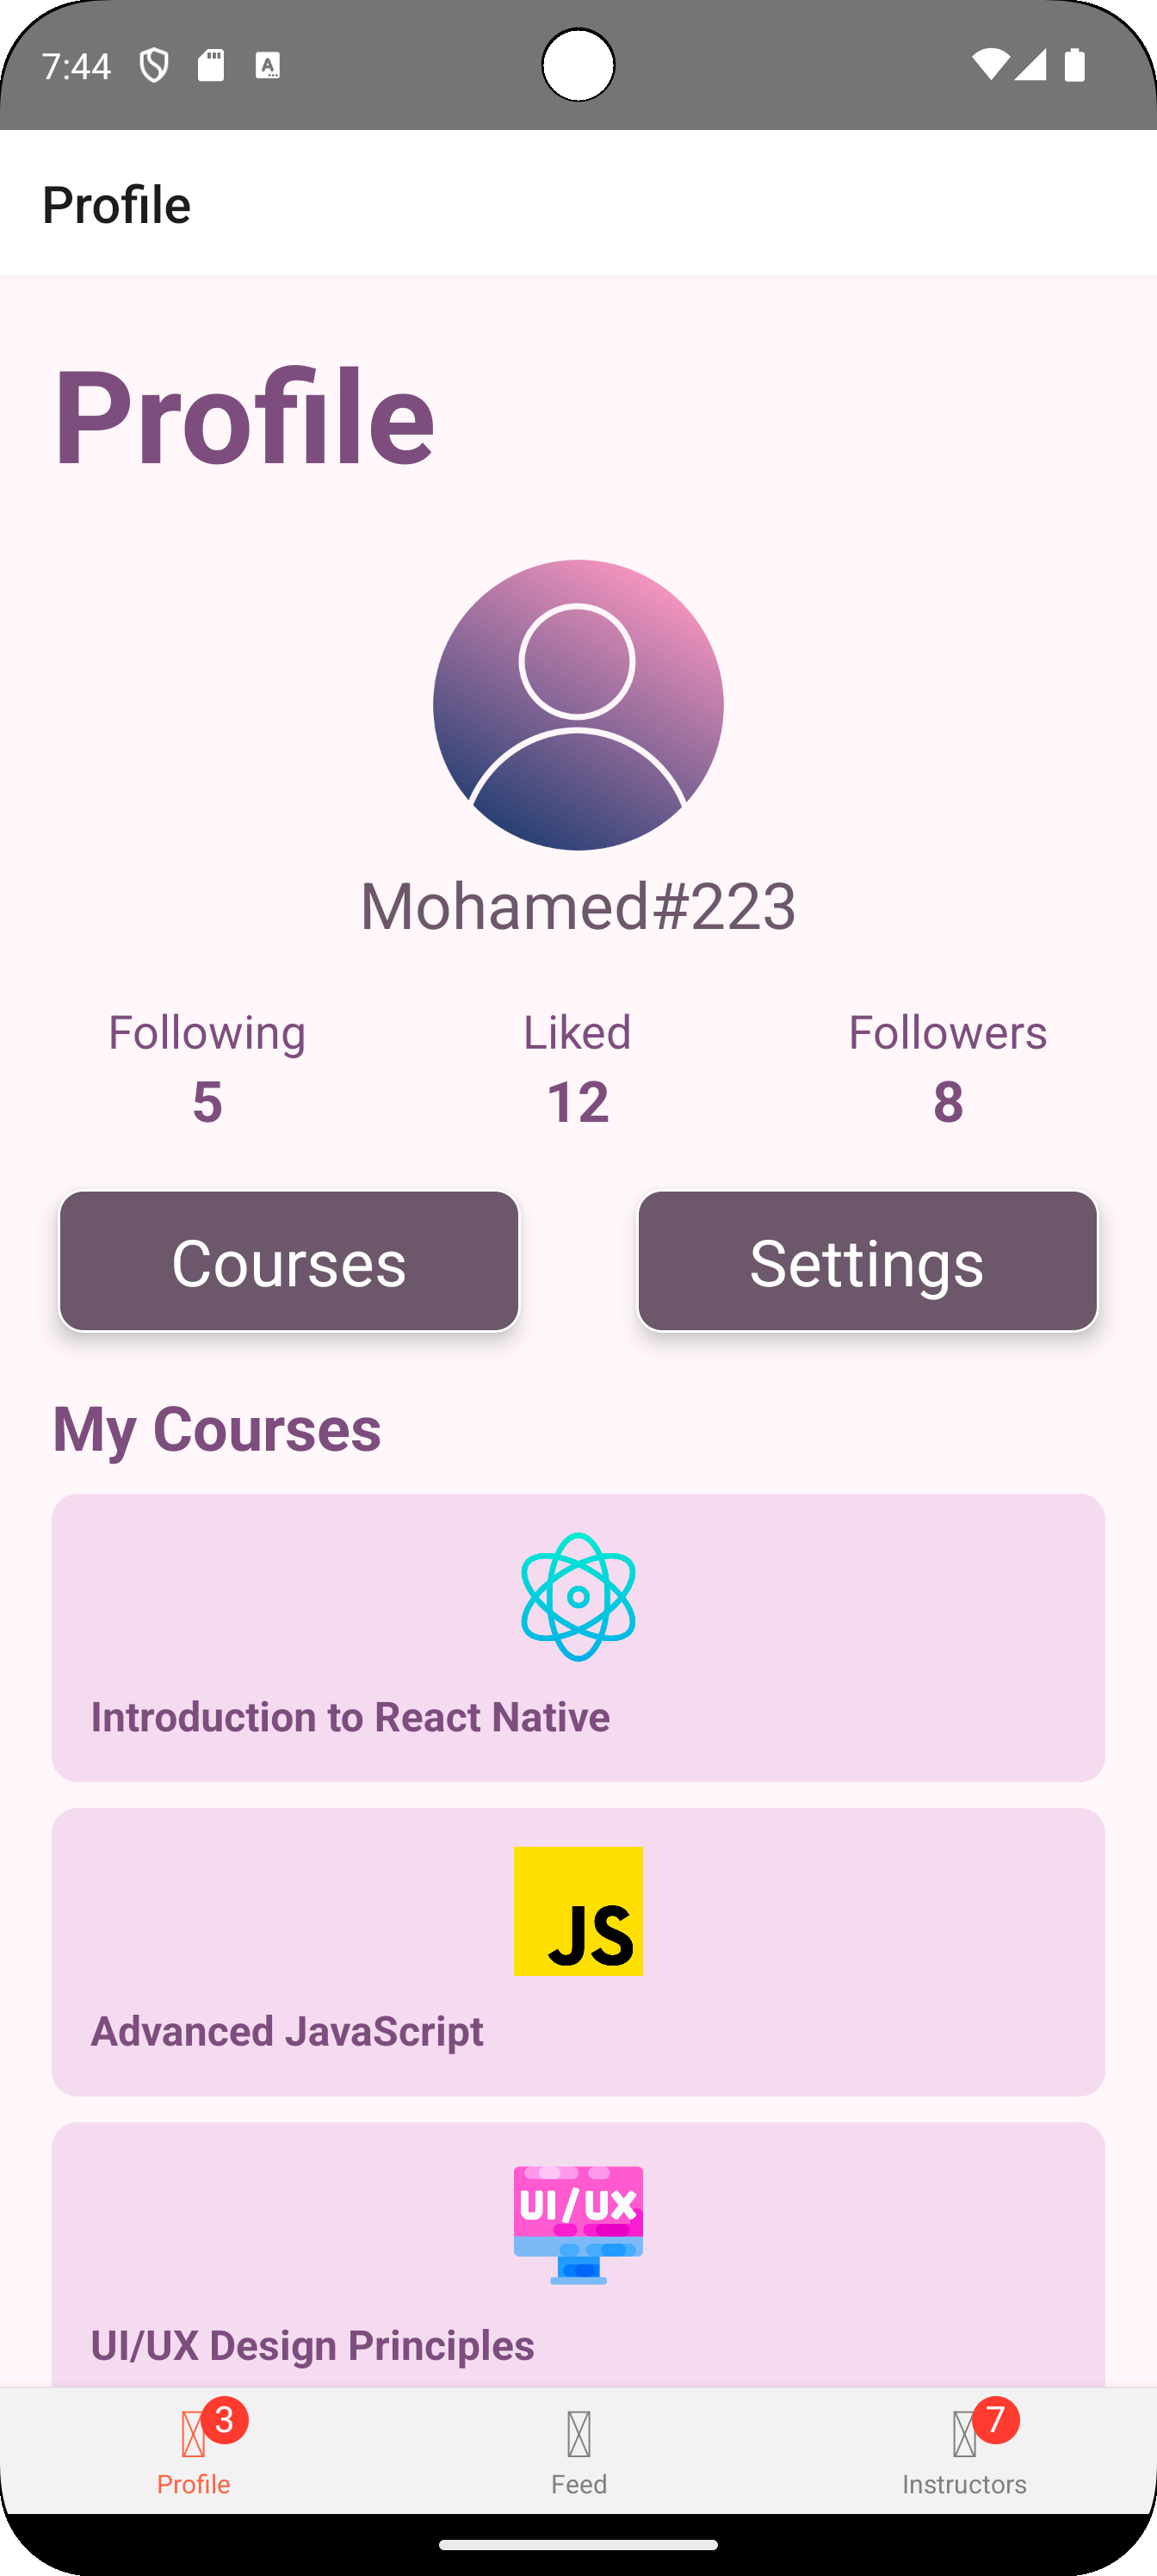 7:44
Profile
Profile
Mohamed#223
Following Liked Followers
5 12 8
Courses Settings
My Courses
Introduction to React Native
JS
Advanced JavaScript
UI/UX
UI/UX Design Principles
3 7
Profile Feed Instructors